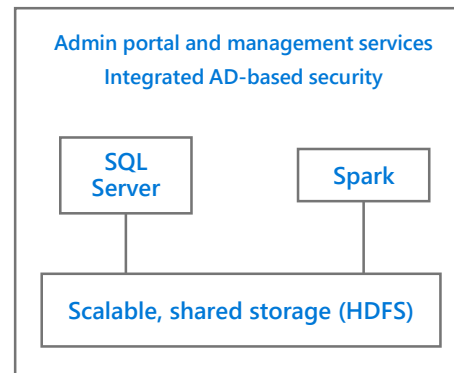 Admin portal and management services
Integrated AD-based security
SQL
Server
Spark
Scalable, shared storage (HDFS)